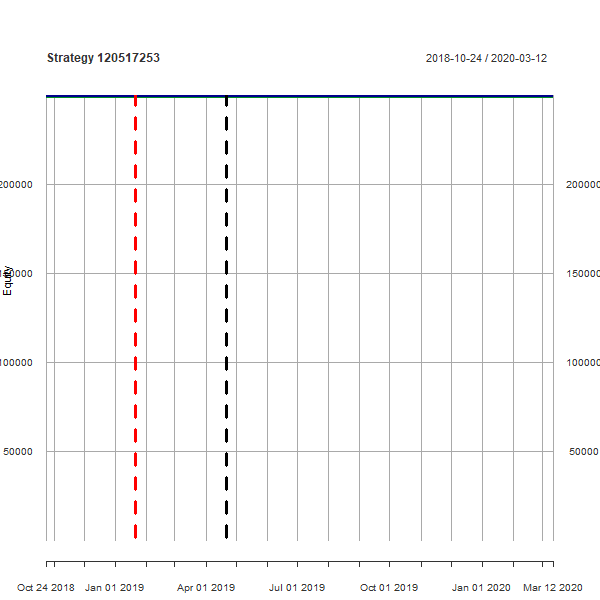 Strategy 120517253
2018-10-24 / 2020-03-12
200000 200000
150000 150000
Equity
100000 100000
50000 50000
Oct 24 2018 Jan 01 2019 Apr 01 2019 Jul 01 2019 Oct 01 2019 Jan 01 2020 Mar 12 2020